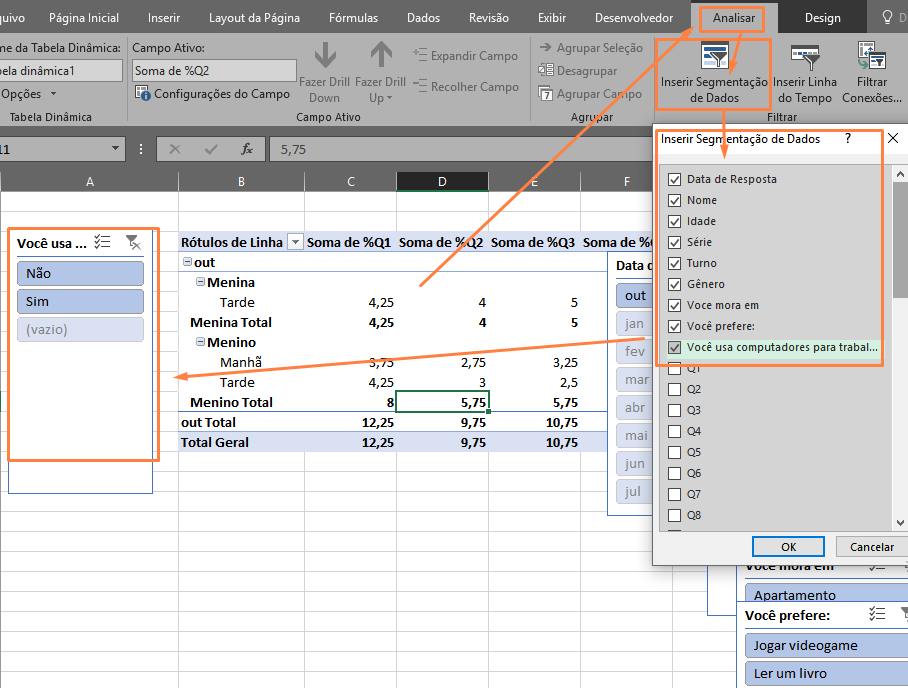 Página Inicial Inserir Layout da Página Fórmulas Dados Revisão Exibir Desenvolvedor Analisar Design
da Tabela Dinâmica: Campo Ativo:
dinâmica1 Soma de %Q2
Opções Configurações do Campo
Tabela Dinâmica
Fazer Drill Down
Fazer Drill Up
Expandir Campo
Recolher Campo
Campo Ativo
Agrupar Seleção
Desagrupar
Agrupar Campo
Agrupar
Inserir Segmentação de Dados
Inserir Linha do Tempo
Filtrar Conexões...
Filtrar
fx 5,75
A B C D E F
Você usa ...
Não
Sim
(vazio)
Rótulos de Linha Soma de %Q1 Soma de %Q2 Soma de %Q3 Soma de
out
Menina
Tarde 4,25 4 5
Menina Total 4,25 4 5
Menino
Manhã 3,75 2,75 3,25
Tarde 4,25 3 2,5
Menino Total 8 5,75 5,75
out Total 12,25 9,75 10,75
Total Geral 12,25 9,75 10,75
Data
out
jan
fev
mar
abr
mai
jun
jul
Inserir Segmentação de Dados ?
Data de Resposta
Nome
Idade
Série
Turno
Gênero
Voce mora em
Você prefere:
Você usa computadores para trabal...
Q1
Q2
Q3
Q4
Q5
Q6
Q7
Q8
OK Cancelar
Voce mora em
Apartamento
Você prefere:
Jogar videogame
Ler um livro